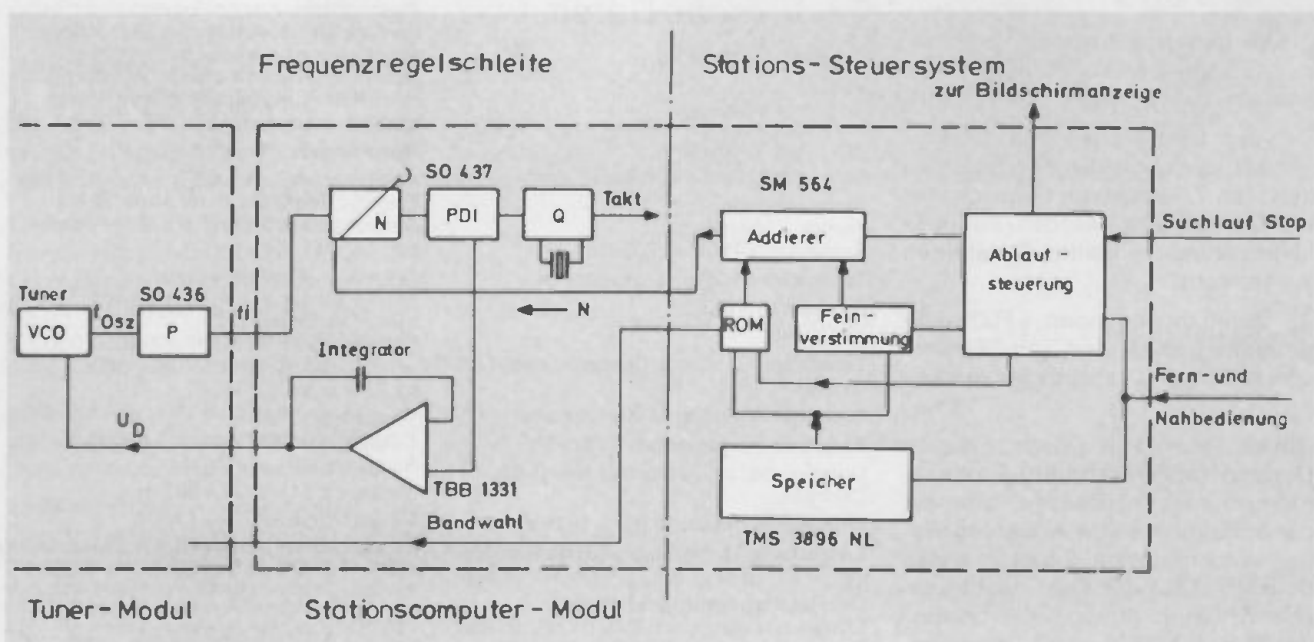 Frequenzregelschleite
Stations-Steuersystem
zur Bildschirmanzeige
SO 437
N
PDI
Q
Takt
SM 564
Addierer
Suchlauf Stop
Ablauf
steuerung
Tuner
VCO
fOsz
SO 436
P
fi
N
ROM
Fein-
verstimmung
Integrator
Fern-und
Nahbedienung
UD
TBB 1331
Speicher
Bandwahl
TMS 3896 NL
Tuner-Modul
Stationscomputer-Modul